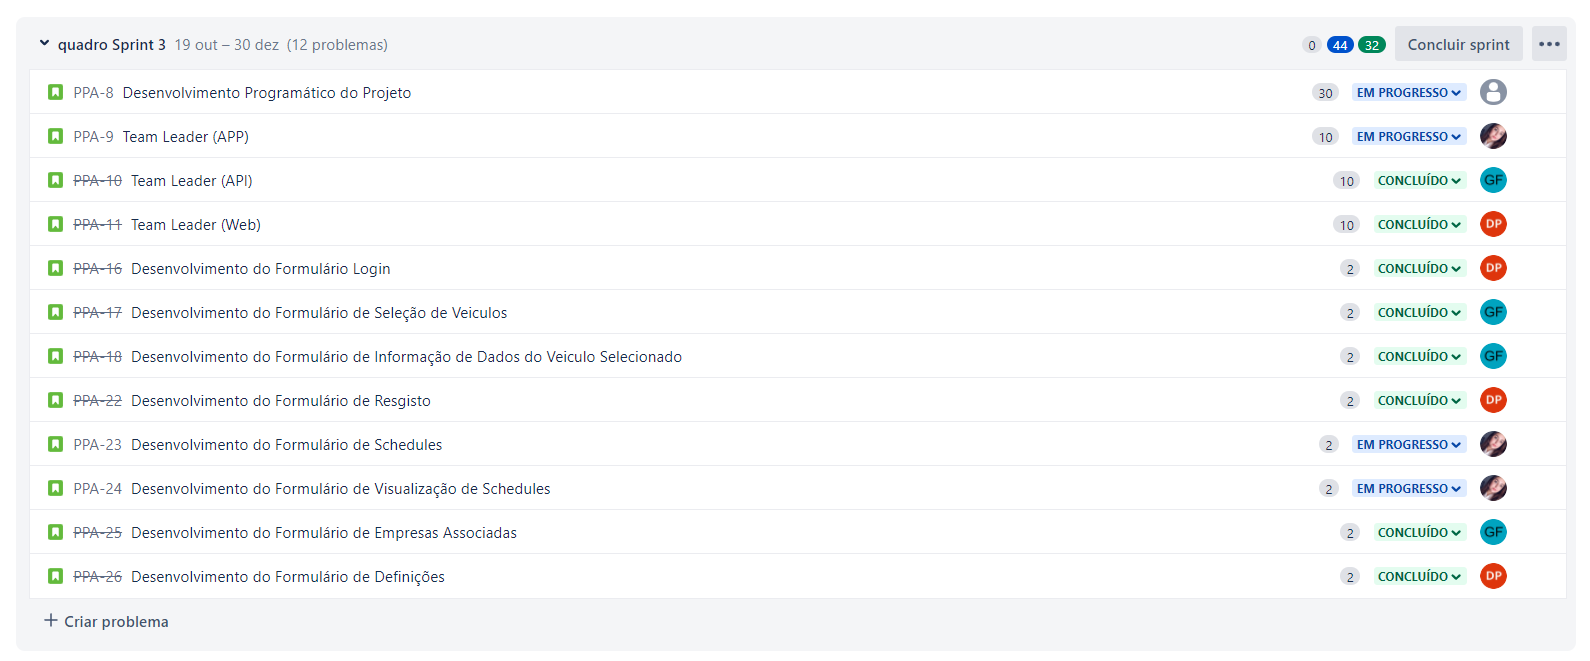 quadro Sprint 3 19 out – 30 dez (12 problemas) 0 44 32 Concluir sprint
PPA-8 Desenvolvimento Programático do Projeto 30 EM PROGRESSO
PPA-9 Team Leader (APP) 10 EM PROGRESSO
PPA-10 Team Leader (API) 10 CONCLUÍDO GF
PPA-11 Team Leader (Web) 10 CONCLUÍDO DP
PPA-16 Desenvolvimento do Formulário Login 2 CONCLUÍDO DP
PPA-17 Desenvolvimento do Formulário de Seleção de Veiculos 2 CONCLUÍDO GF
PPA-18 Desenvolvimento do Formulário de Informação de Dados do Veiculo Selecionado 2 CONCLUÍDO GF
PPA-22 Desenvolvimento do Formulário de Resgisto 2 CONCLUÍDO DP
PPA-23 Desenvolvimento do Formulário de Schedules 2 EM PROGRESSO
PPA-24 Desenvolvimento do Formulário de Visualização de Schedules 2 EM PROGRESSO
PPA-25 Desenvolvimento do Formulário de Empresas Associadas 2 CONCLUÍDO GF
PPA-26 Desenvolvimento do Formulário de Definições 2 CONCLUÍDO DP
Criar problema